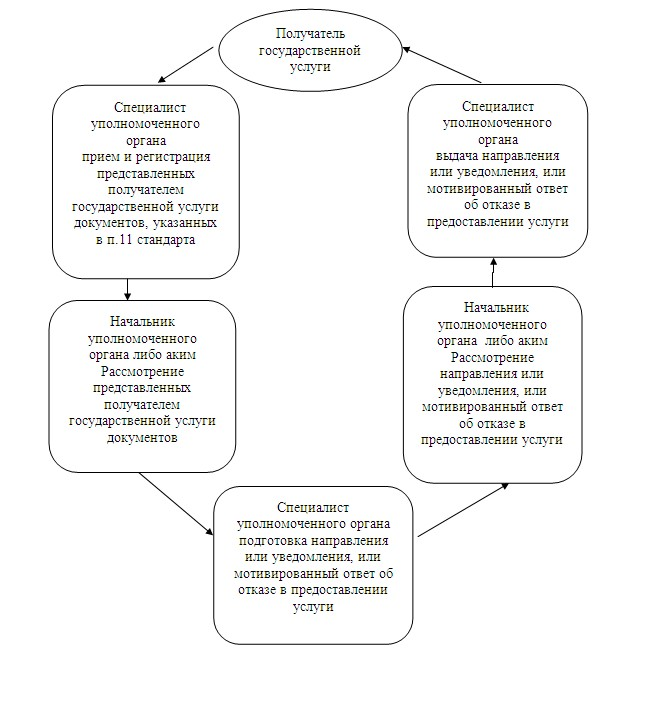 Получатель
государственной
услуги
Специалист
уполномоченного
органа
прием и регистрация
представленных
получателем
государственной услуги
документов, указанных
в п.11 стандарта
Начальник
уполномоченного
органа либо аким
Рассмотрение
представленных
получателем
государственной услуги
документов
Специалист
уполномоченного органа
подготовка направления
или уведомления, или
мотивированный ответ об
отказе в предоставлении
услуги
Начальник
уполномоченного
органа либо аким
Рассмотрение
направления или
уведомления, или
мотивированный ответ
об отказе в
предоставлении услуги
Специалист
уполномоченного
органа
выдача направления
или уведомления, или
мотивированный ответ
об отказе в
предоставлении услуги